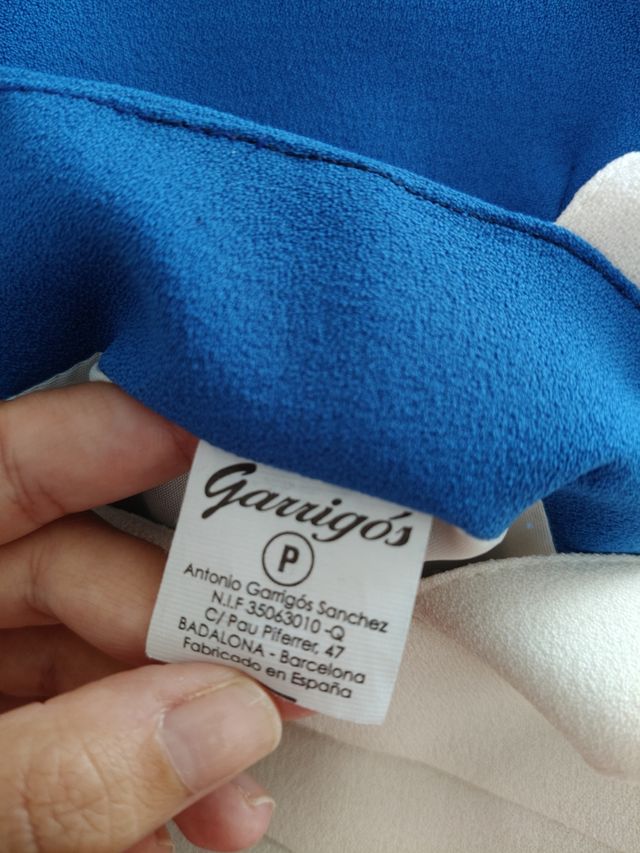 Garrigós
P
Antonio Garrigós Sanchez
N.I.F 35063010 -Q
C/ Pau Piferrer, 47
BADALONA - Barcelona
Fabricado en España